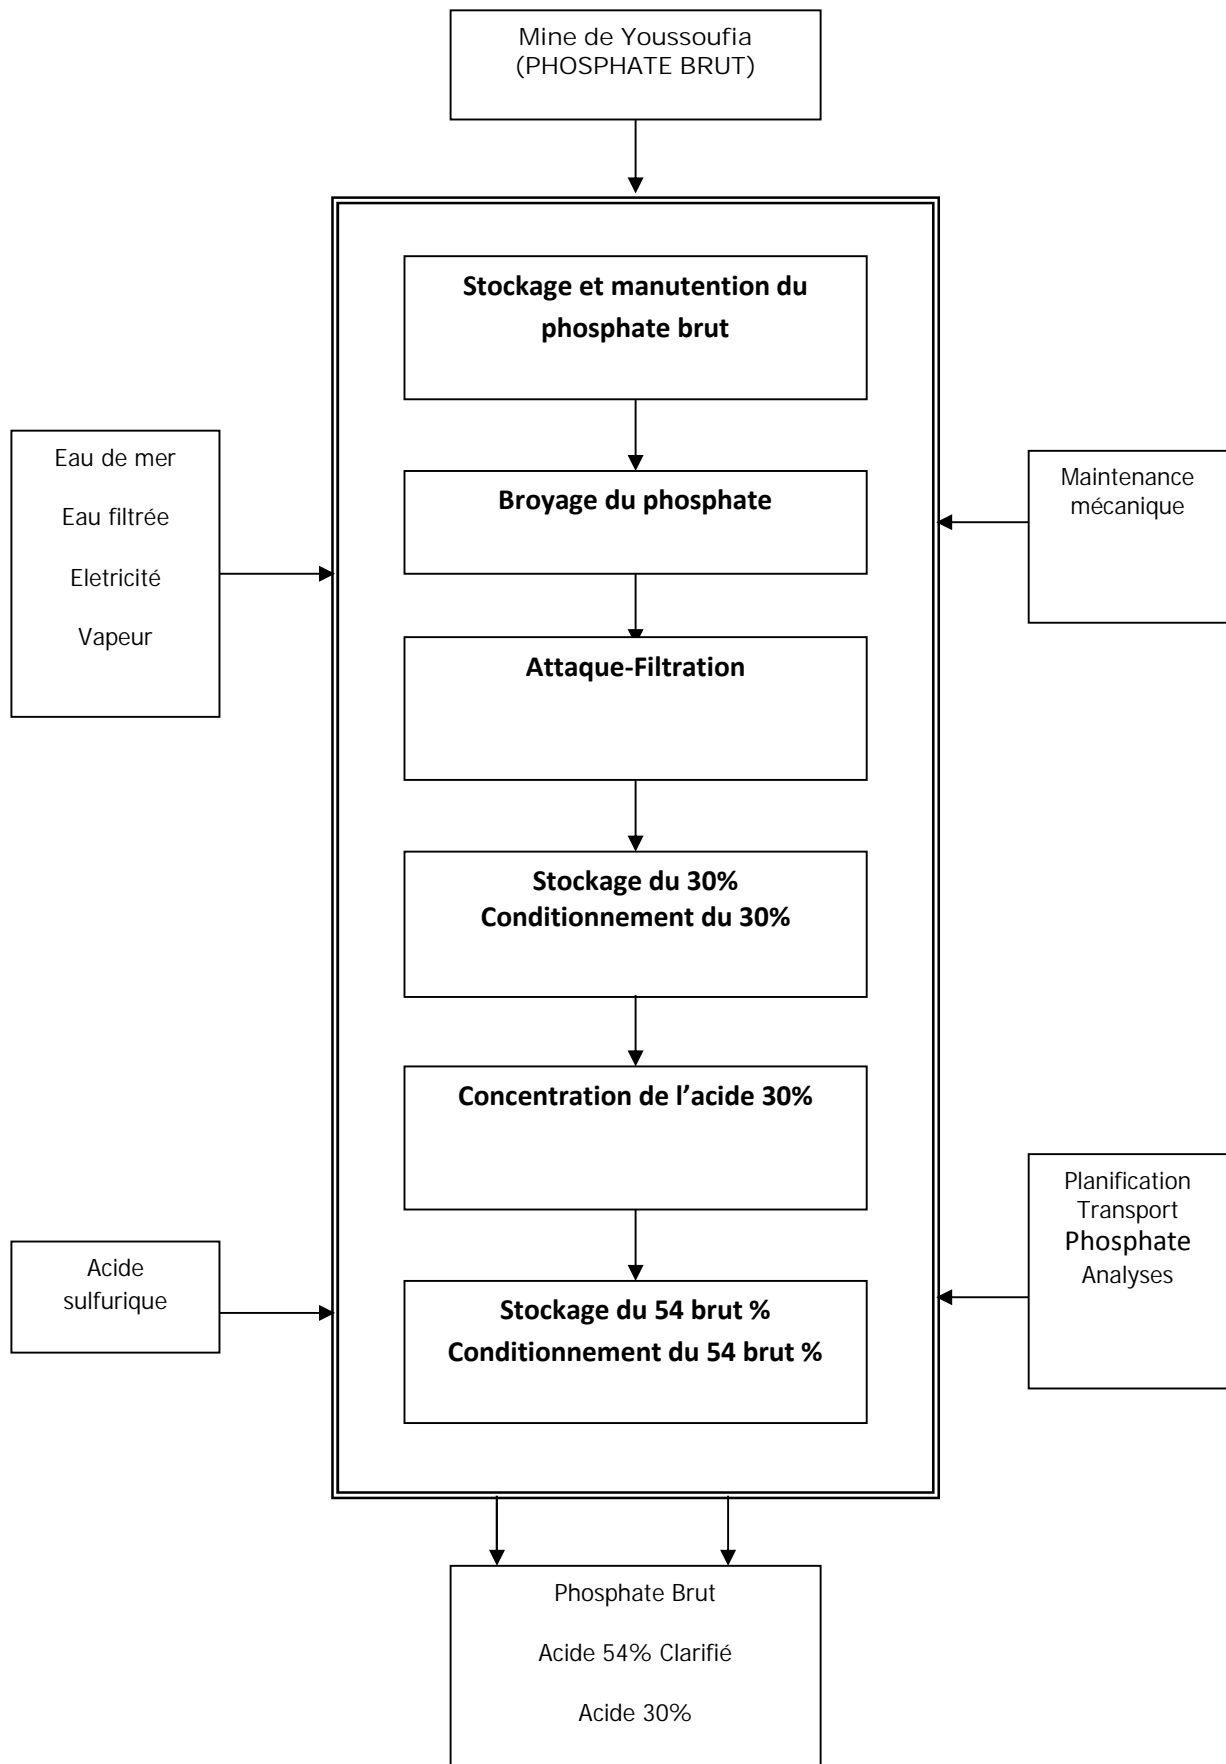 Mine de Youssoufia
(PHOSPHATE BRUT)
Stockage et manutention du
phosphate brut
Eau de mer
Eau filtrée
Eletricité
Vapeur
Broyage du phosphate
Maintenance
mécanique
Attaque-Filtration
Stockage du 30%
Conditionnement du 30%
Concentration de l’acide 30%
Acide
sulfurique
Planification
Transport
Phosphate
Analyses
Stockage du 54 brut %
Conditionnement du 54 brut %
Phosphate Brut
Acide 54% Clarifié
Acide 30%